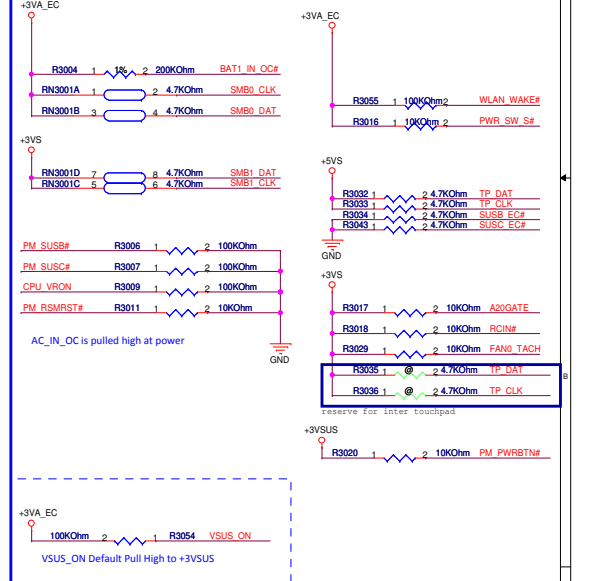 +3VA_EC
R3004 1 1% 2 200KOhm BAT1_IN_OC#
RN3001A 1 2 4.7KOhm SMB0_CLK
RN3001B 3 4 4.7KOhm SMB0_DAT
+3VS
RN3001D 7 8 4.7KOhm SMB1_DAT
RN3001C 5 6 4.7KOhm SMB1_CLK
PM_SUSB# R3006 1 2 100KOhm
PM_SUSC# R3007 1 2 100KOhm
CPU_VRON R3009 1 2 100KOhm
PM_RSMRST# R3011 1 2 10KOhm
AC_IN_OC is pulled high at power
GND
+3VA_EC
100KOhm 2 1 R3054 VSUS_ON
VSUS_ON Default Pull High to +3VSUS
+3VA_EC
R3055 1 100KOhm 2 WLAN_WAKE#
R3016 1 10KOhm 2 PWR_SW_S#
+5VS
R3032 1 2 4.7KOhm TP_DAT
R3033 1 2 4.7KOhm TP_CLK
R3034 1 2 4.7KOhm SUSB_EC#
R3043 1 2 4.7KOhm SUSC_EC#
GND
+3VS
R3017 1 2 10KOhm A20GATE
R3018 1 2 10KOhm RCIN#
R3029 1 2 10KOhm FAN0_TACH
R3035 1 @ 2 4.7KOhm TP_DAT
R3036 1 @ 2 4.7KOhm TP_CLK
B
reserve for inter touchpad
+3VSUS
R3020 1 2 10KOhm PM_PWRBTN#